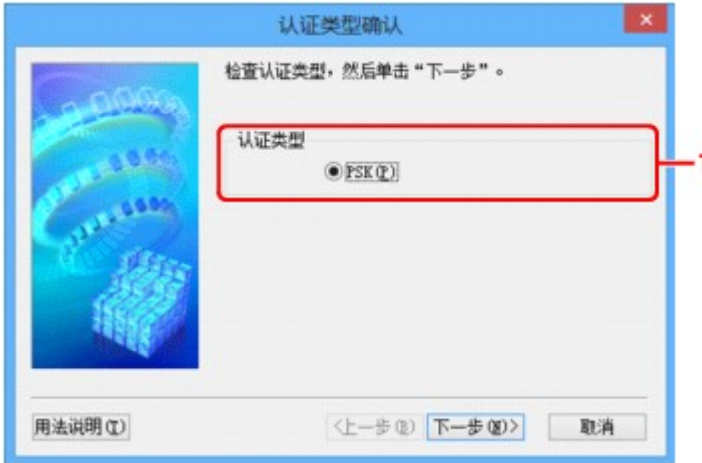 认证类型确认
检查认证类型，然后单击“下一步”。
认证类型
PSK(P)
用法说明(I)
<上一步(B)
下一步(N)>
取消